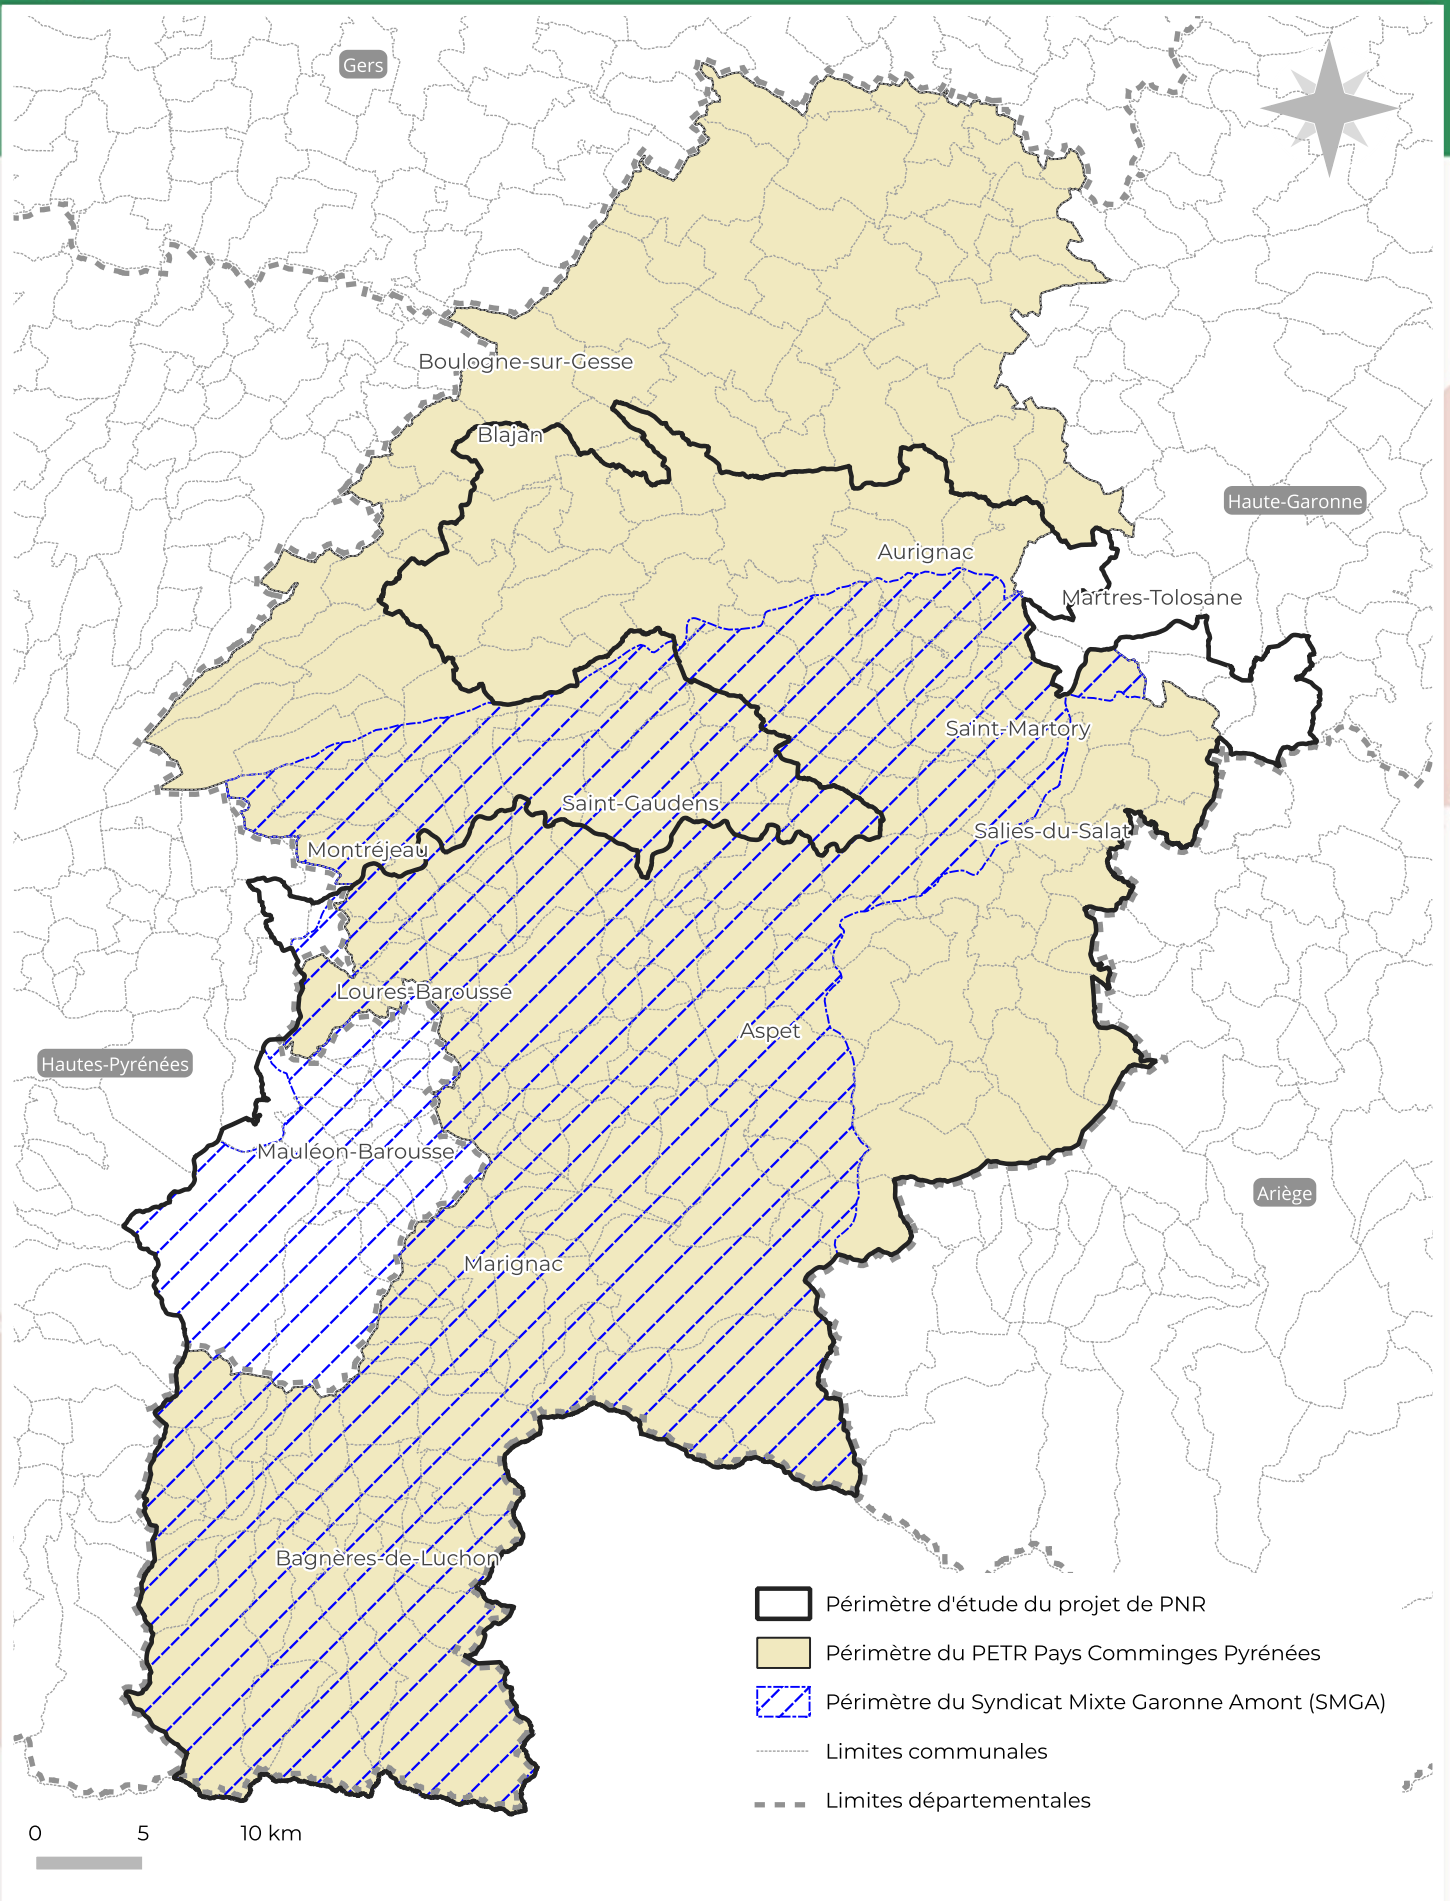 Gers
Boulogne-sur-Gesse
Blajan
Haute-Garonne
Aurignac
Martres-Tolosane
Saint-Martory
Saint-Gaudens
Salies-du-Salat
Montréjeau
Loures-Barousse
Aspet
Hautes-Pyrénées
Mauléon-Barousse
Ariège
Marignac
Bagnères-de-Luchon
Périmètre d'étude du projet de PNR
Périmètre du PETR Pays Comminges Pyrénées
Périmètre du Syndicat Mixte Garonne Amont (SMGA)
Limites communales
Limites départementales
0 5 10 km